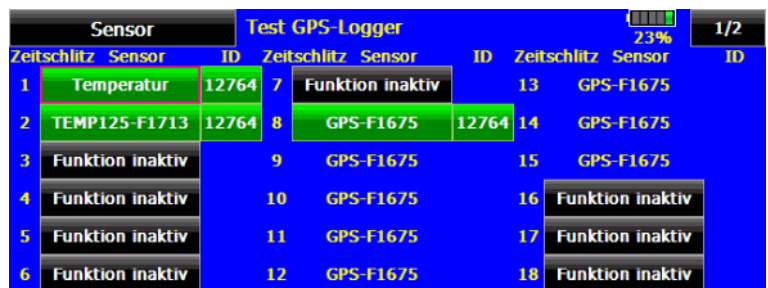 Sensor Test GPS-Logger 23% 1/2
Zeitschlitz Sensor ID Zeitschlitz Sensor ID Zeitschlitz Sensor ID
1 Temperatur 12764 7 Funktion inaktiv 13 GPS-F1675
2 TEMP125-F1713 12764 8 GPS-F1675 12764 14 GPS-F1675
3 Funktion inaktiv 9 GPS-F1675 15 GPS-F1675
4 Funktion inaktiv 10 GPS-F1675 16 Funktion inaktiv
5 Funktion inaktiv 11 GPS-F1675 17 Funktion inaktiv
6 Funktion inaktiv 12 GPS-F1675 18 Funktion inaktiv